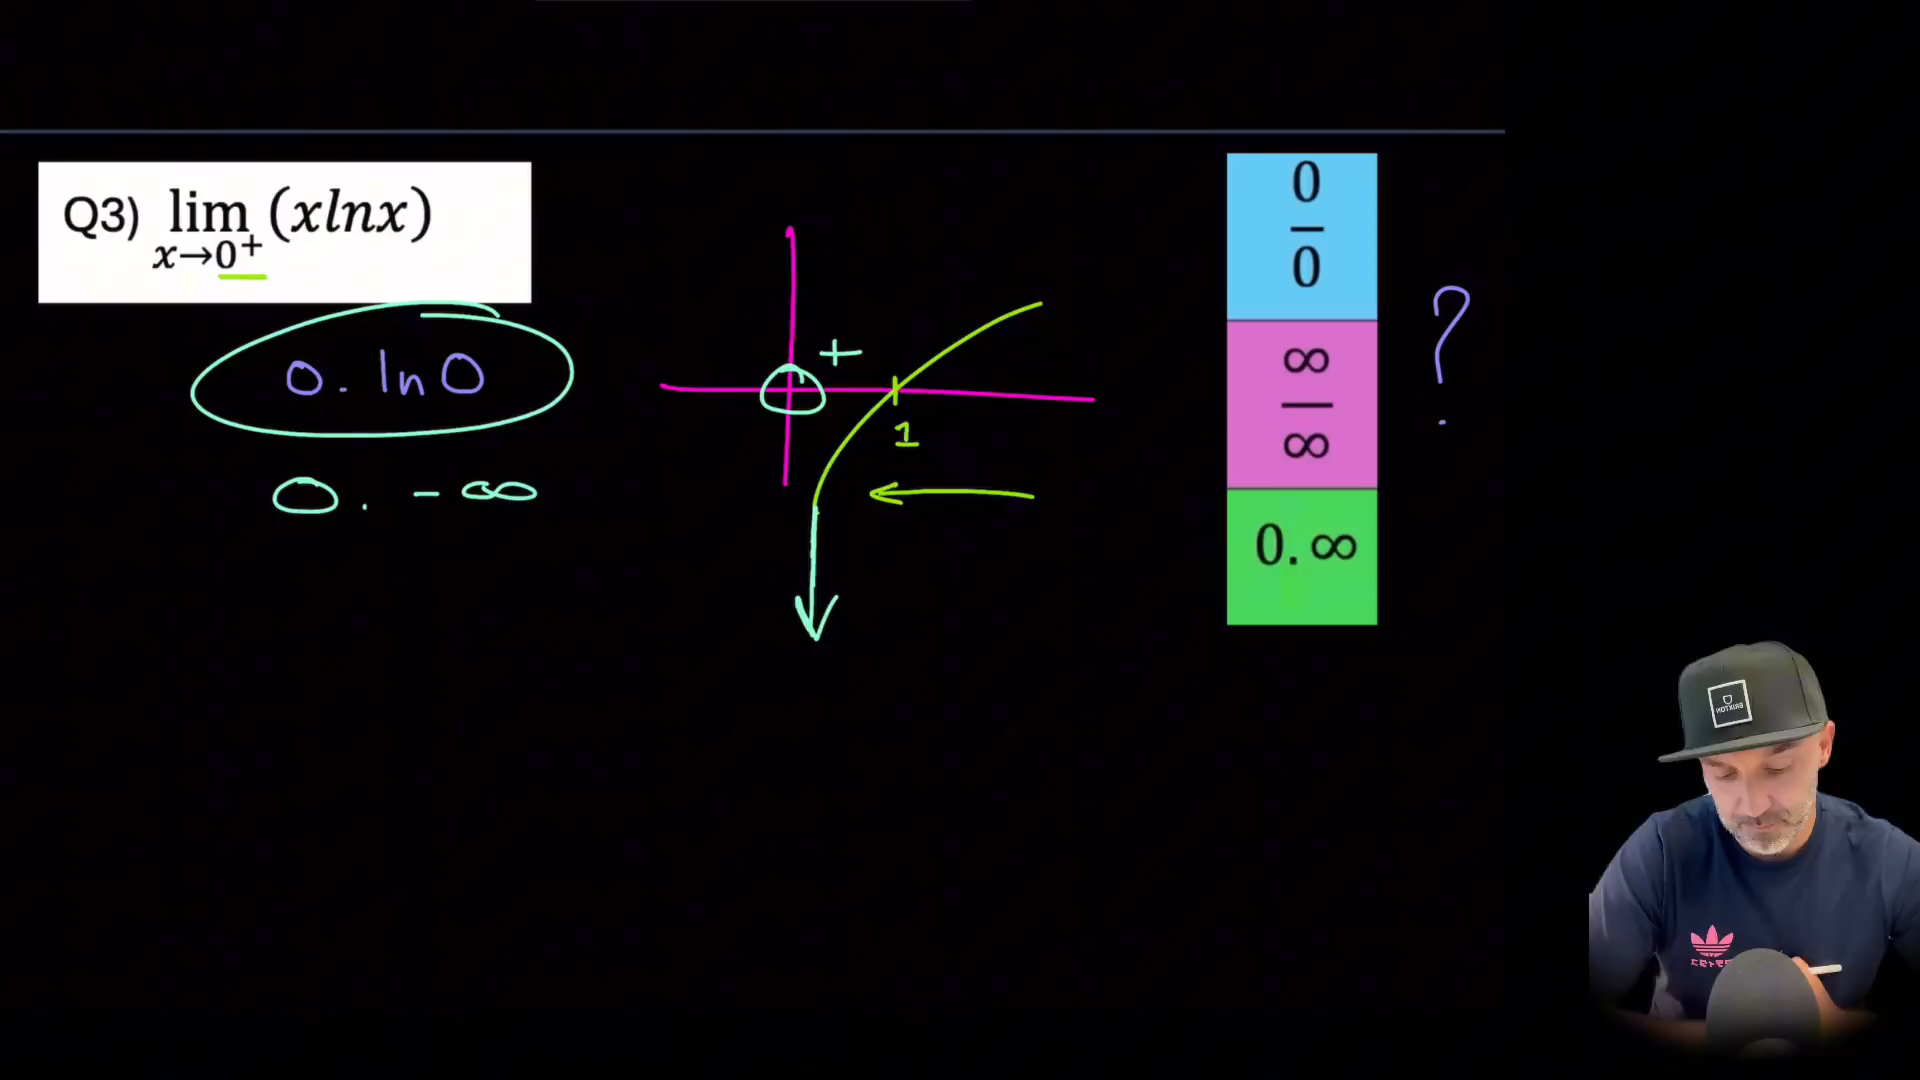 Q3) lim (xlnx)
x→0⁺
0 . ln 0
0 . - ∞
+
1
0
—
0
∞
—
∞
0. ∞
?